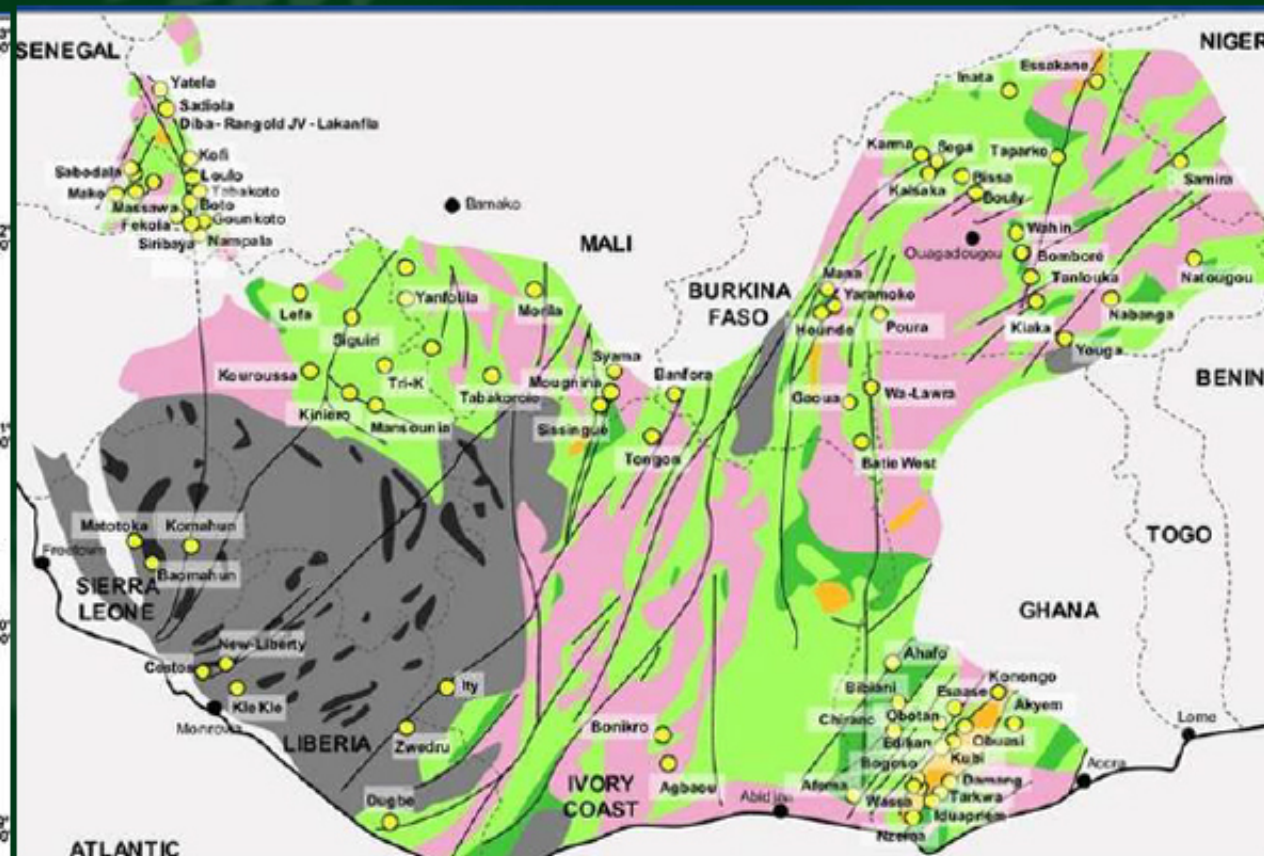 SENEGAL
NIGER
Yatela
Sadiola
Diba - Rangold JV - Lakanfla
Kofi
Loulo
Tabakoto
Boto
Gounkoto
Nampala
Sabodala
Mako
Massawa
Fekola
Siribaya
Bamako
MALI
Essakane
Inata
Karma
Sega
Taparko
Kalsaka
Bissa
Bouly
Samira
Wahin
Ouagadougou
Bombore
Tanlouka
Natougou
Kiaka
Nabanga
Youga
BURKINA
FASO
Mana
Yaramoko
Hounde
Poura
Lefa
Siguiri
Yanfolila
Morila
Kouroussa
Tri-K
Kiniero
Mansounia
Syama
Mougnina
Tabakorole
Sissingue
Banfora
Tongon
Gaoua
Wa-Lawra
Batie West
BENIN
TOGO
GHANA
Matotoka
Komahun
Freetown
Baomahun
SIERRA
LEONE
New-Liberty
Cestos
Kle Kle
Monrovia
LIBERIA
Ity
Zwedru
Dugbe
Bonikro
Agbaou
IVORY
COAST
Abidjan
Ahafo
Konongo
Bibiani
Esaase
Akyem
Chirano
Obotan
Edikan
Obuasi
Kubi
Bogoso
Damang
Afema
Wassa
Tarkwa
Iduapriem
Nzema
Accra
Lome
ATLANTIC